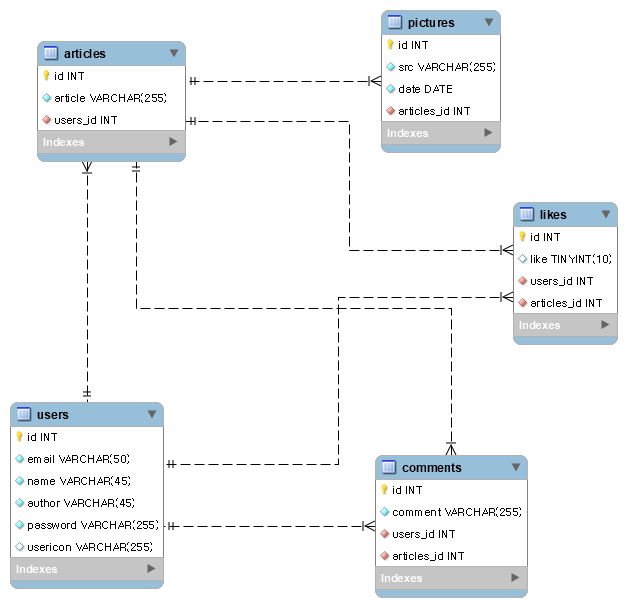 articles
id INT
article VARCHAR(255)
users_id INT
Indexes
pictures
id INT
src VARCHAR(255)
date DATE
articles_id INT
Indexes
likes
id INT
like TINYINT(10)
users_id INT
articles_id INT
Indexes
users
id INT
email VARCHAR(50)
name VARCHAR(45)
author VARCHAR(45)
password VARCHAR(255)
usericon VARCHAR(255)
Indexes
comments
id INT
comment VARCHAR(255)
users_id INT
articles_id INT
Indexes